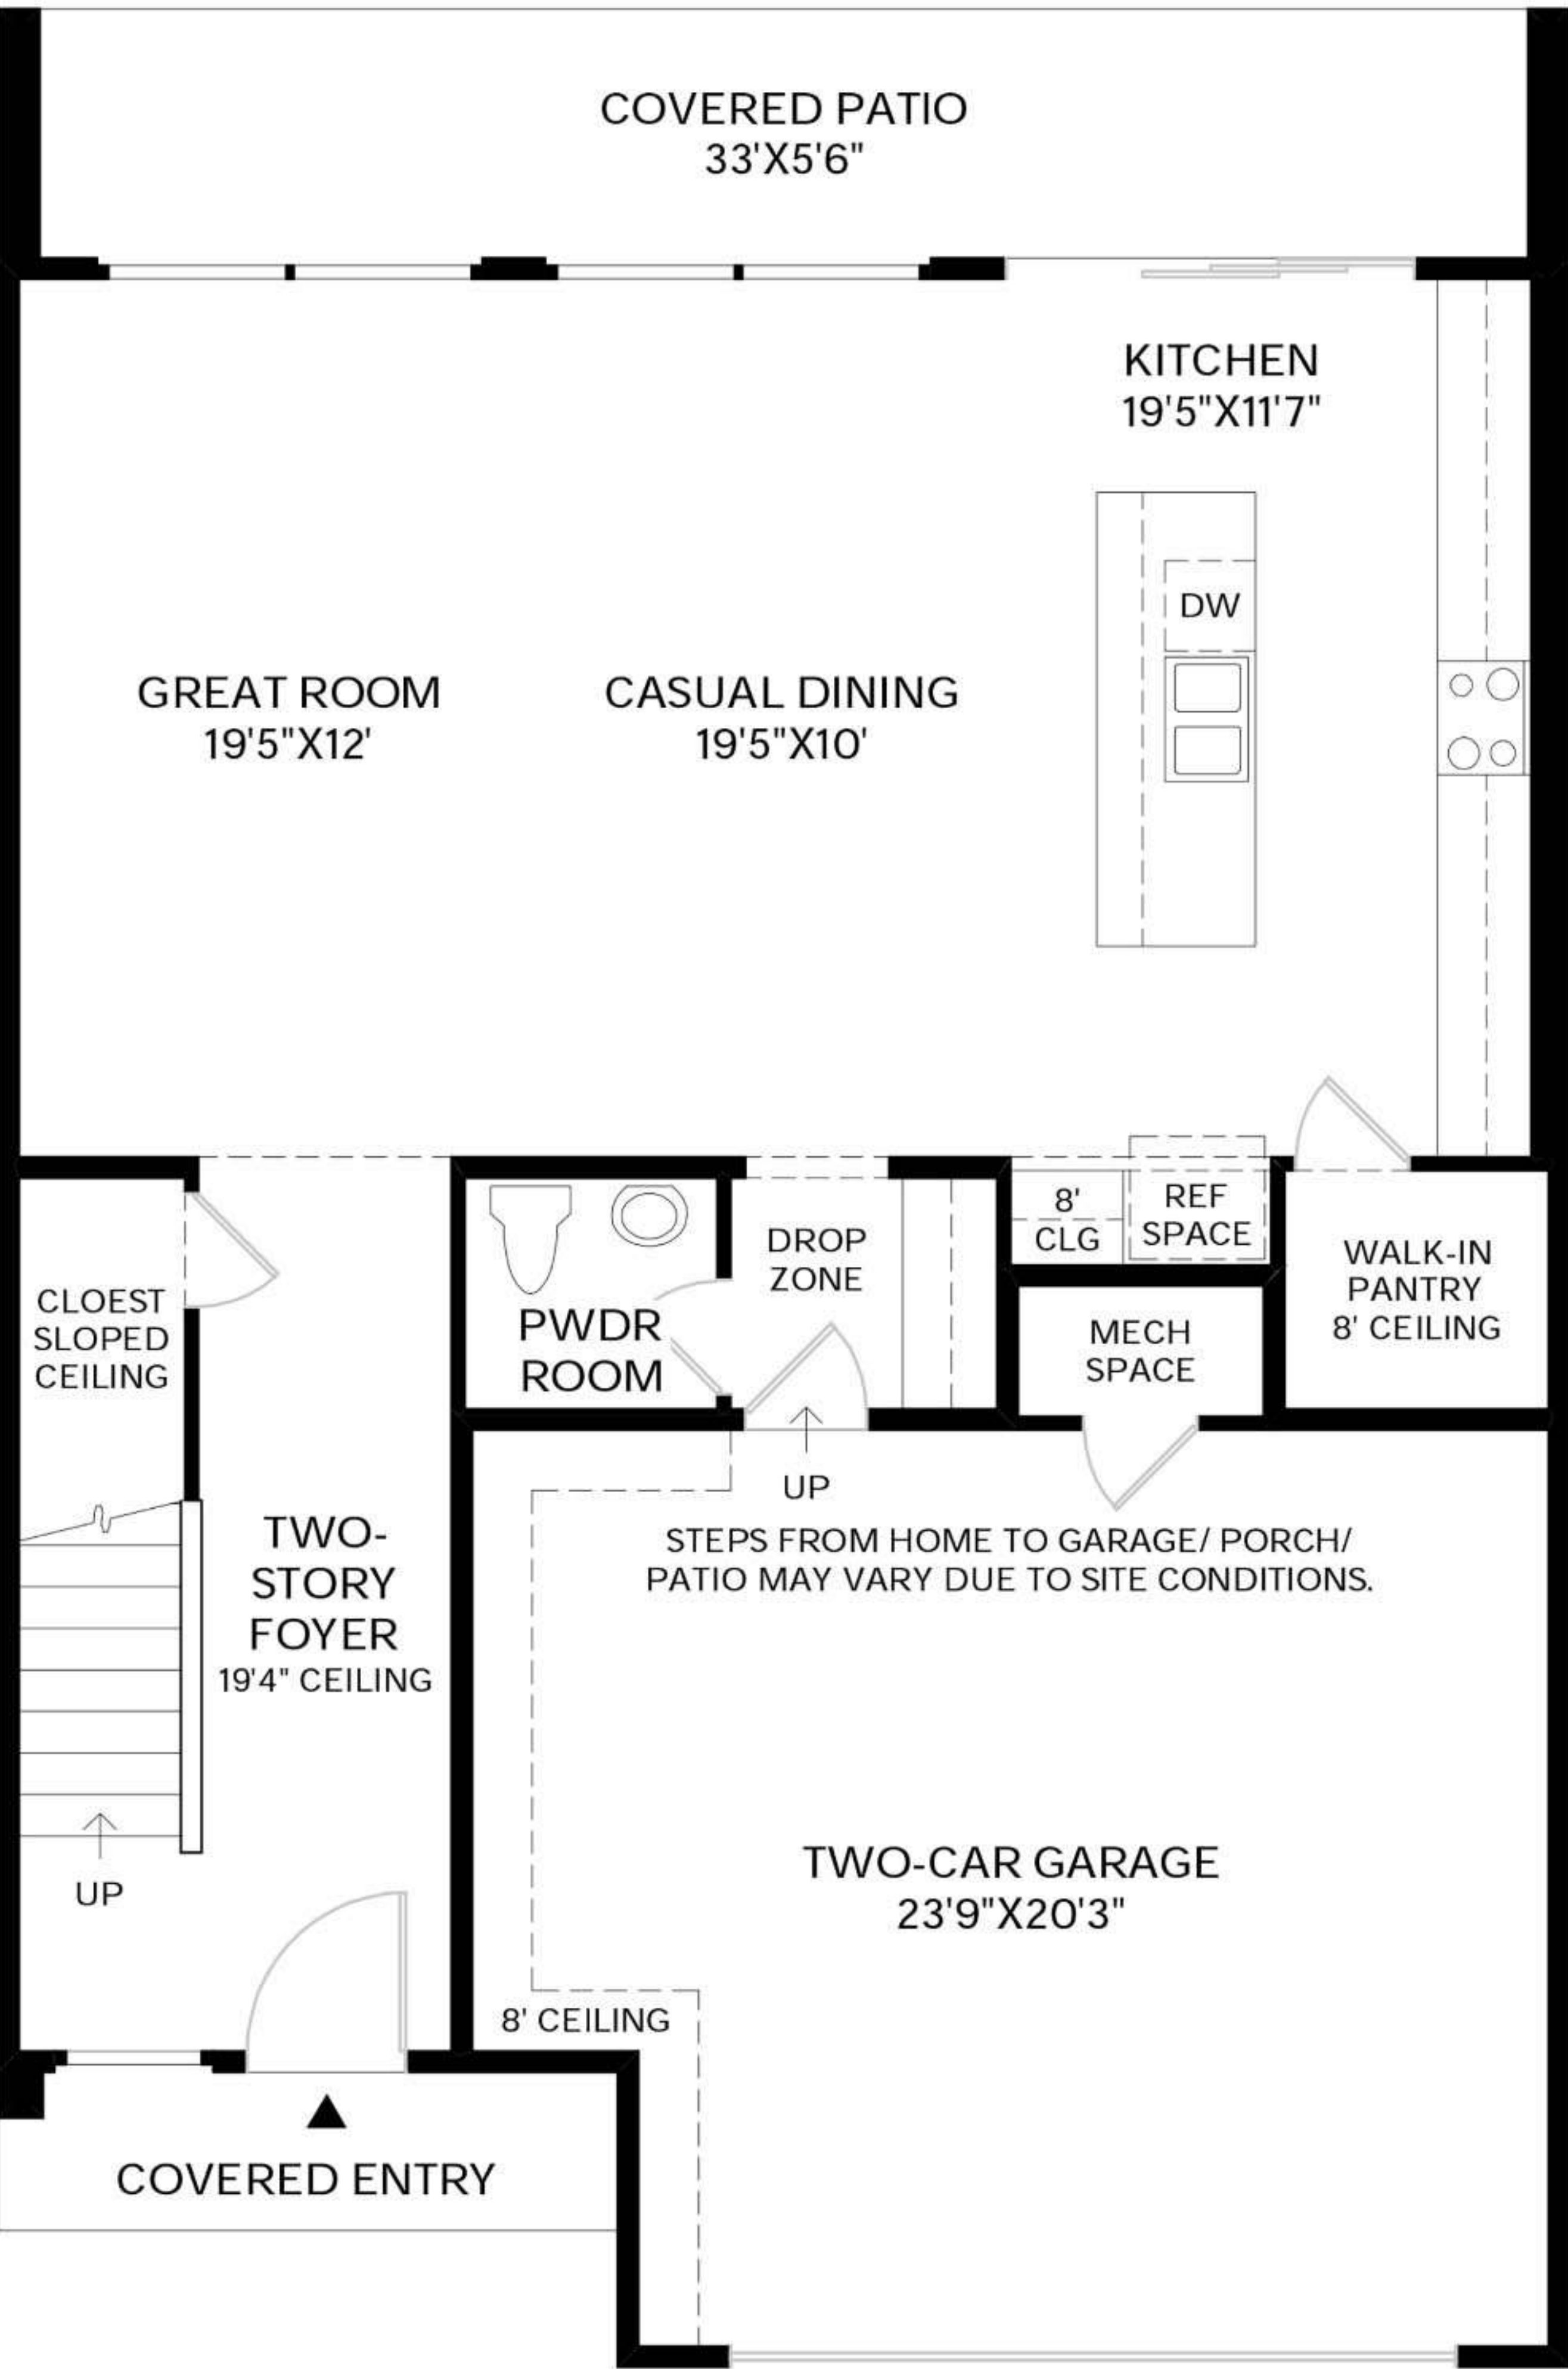 COVERED PATIO
33'X5'6"
KITCHEN
19'5"X11'7"
DW
GREAT ROOM
19'5"X12'
CASUAL DINING
19'5"X10'
8'
CLG
REF
SPACE
DROP
ZONE
WALK-IN
PANTRY
8' CEILING
CLOEST
SLOPED
CEILING
PWDR
ROOM
MECH
SPACE
UP
STEPS FROM HOME TO GARAGE/ PORCH/
PATIO MAY VARY DUE TO SITE CONDITIONS.
TWO-
STORY
FOYER
19'4" CEILING
TWO-CAR GARAGE
23'9"X20'3"
UP
8' CEILING
COVERED ENTRY